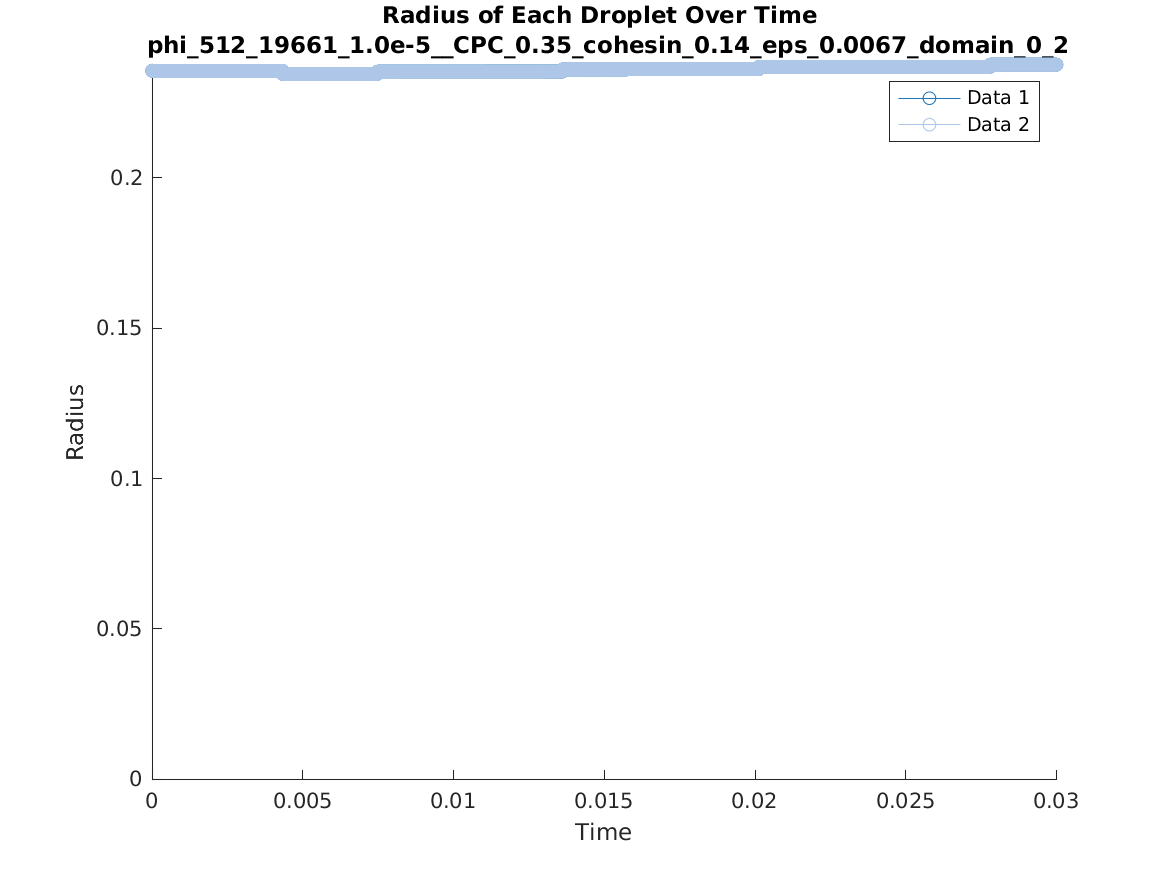 Radius of Each Droplet Over Time
phi_512_19661_1.0e-5__CPC_0.35_cohesin_0.14_eps_0.0067_domain_0_2
Data 1
Data 2
0.2
0.15
0.1
0.05
0
Radius
0 0.005 0.01 0.015 0.02 0.025 0.03
Time